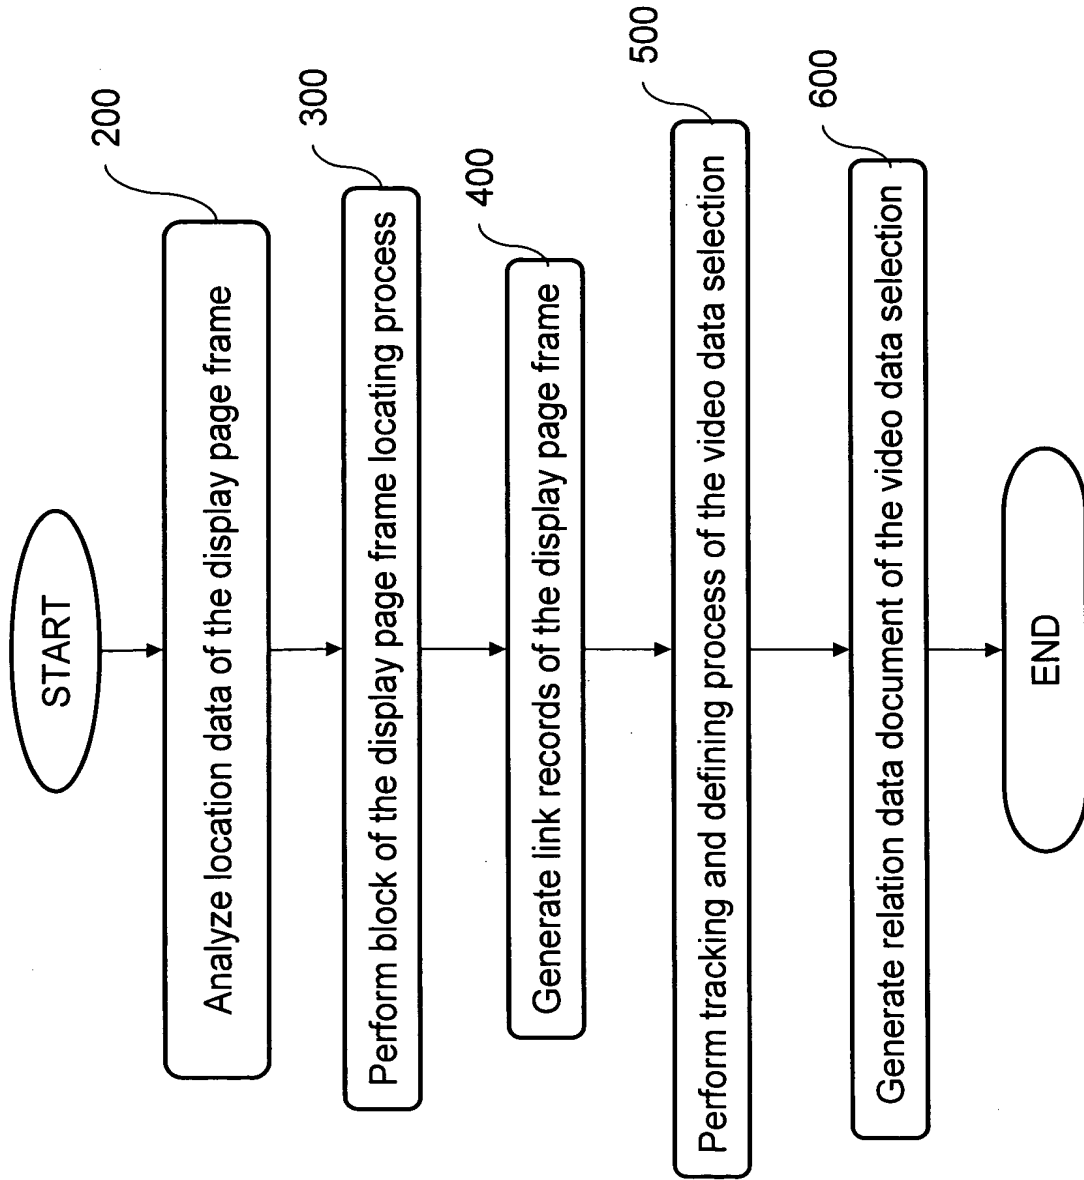 START
200
Analyze location data of the display page frame
300
Perform block of the display page frame locating process
400
Generate link records of the display page frame
500
Perform tracking and defining process of the video data selection
600
Generate relation data document of the video data selection
END